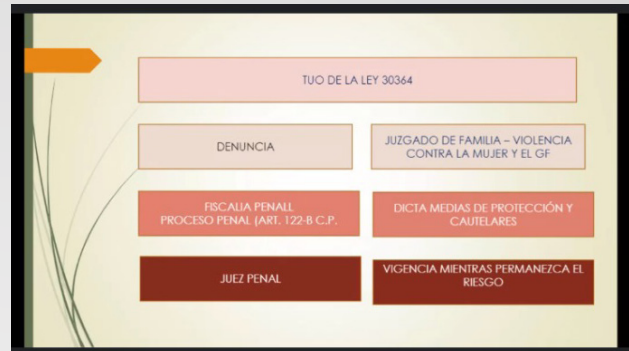 TUO DE LA LEY 30364
DENUNCIA
JUZGADO DE FAMILIA – VIOLENCIA
CONTRA LA MUJER Y EL GF
FISCALIA PENALL
PROCESO PENAL (ART. 122-B C.P.
DICTA MEDIAS DE PROTECCIÓN Y
CAUTELARES
JUEZ PENAL
VIGENCIA MIENTRAS PERMANEZCA EL
RIESGO